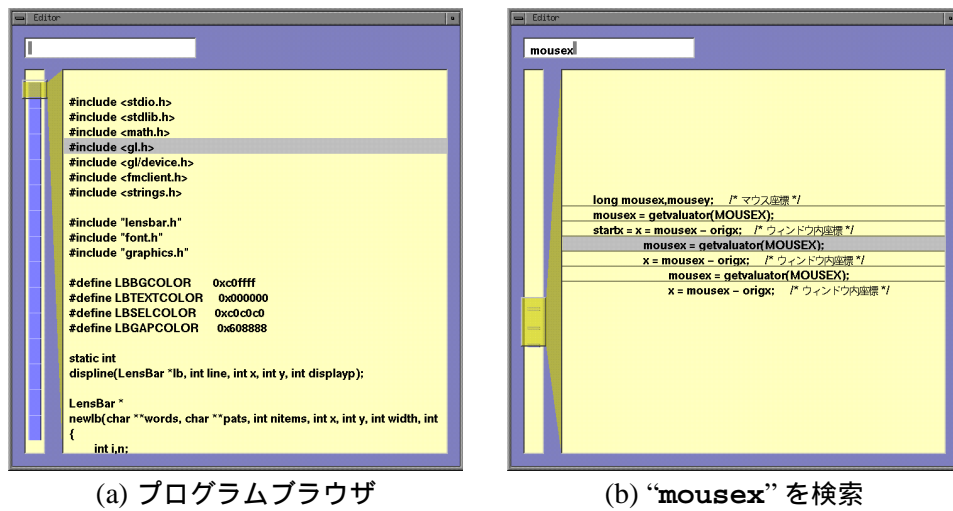 Editor
#include <stdio.h>
#include <stdlib.h>
#include <math.h>
#include <gl.h>
#include <gl/device.h>
#include <fmclient.h>
#include <strings.h>
#include "lensbar.h"
#include "font.h"
#include "graphics.h"
#define LBBGCOLOR 0xc0ffff
#define LBTEXTCOLOR 0x000000
#define LBSELCOLOR 0xc0c0c0
#define LBGAPCOLOR 0x608888
static int
displine(LensBar *lb, int line, int x, int y, int displayp);
LensBar *
newlb(char **words, char **pats, int nitems, int x, int y, int width, int
{
int i,n;
(a) プログラムブラウザ
Editor
mousex
long mousex,mousey; /* マウス座標 */
mousex = getvaluator(MOUSEX);
startx = x = mousex – origx; /* ウィンドウ内座標 */
mousex = getvaluator(MOUSEX);
x = mousex – origx; /* ウィンドウ内座標 */
mousex = getvaluator(MOUSEX);
x = mousex – origx; /* ウィンドウ内座標 */
(b) “mousex” を検索